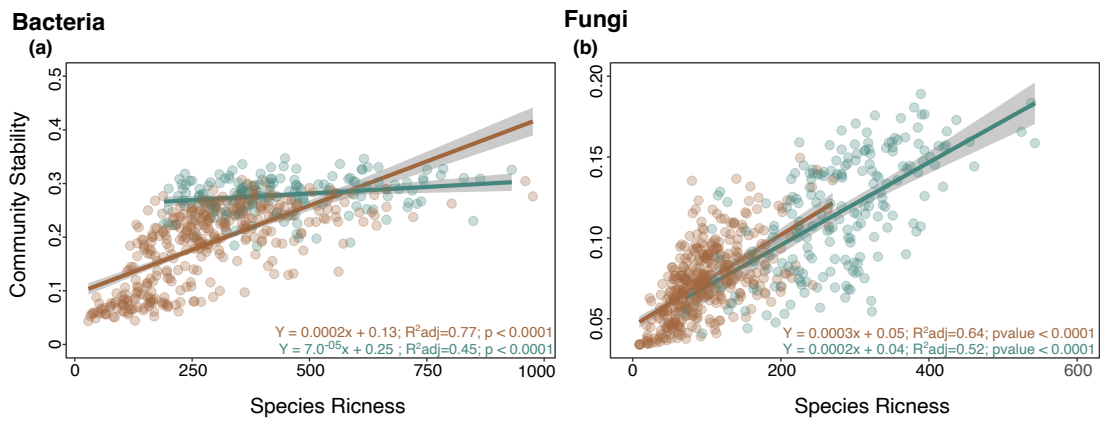 Bacteria
(a)
Community Stability
0.5
0.4
0.3
0.2
0.1
0
Y = 0.0002x + 0.13; R²adj=0.77; p < 0.0001
Y = 7.0⁻⁰⁵x + 0.25 ; R²adj=0.45; p < 0.0001
0 250 500 750 1000
Species Ricness
Fungi
(b)
0.20
0.15
0.10
0.05
Y = 0.0003x + 0.05; R²adj=0.64; pvalue < 0.0001
Y = 0.0002x + 0.04; R²adj=0.52; pvalue < 0.0001
0 200 400 600
Species Ricness